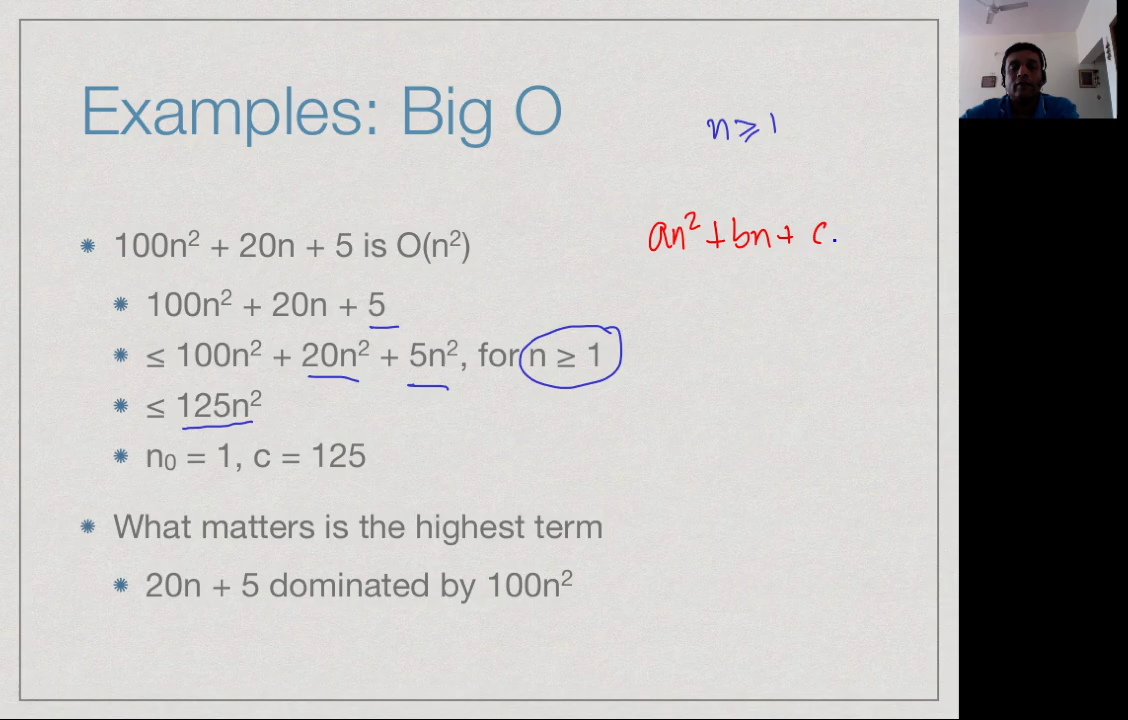 Examples: Big O
n ≥ 1
100n² + 20n + 5 is O(n²)
an² + bn + c.
100n² + 20n + 5
≤ 100n² + 20n² + 5n², for n ≥ 1
≤ 125n²
n₀ = 1, c = 125
What matters is the highest term
20n + 5 dominated by 100n²